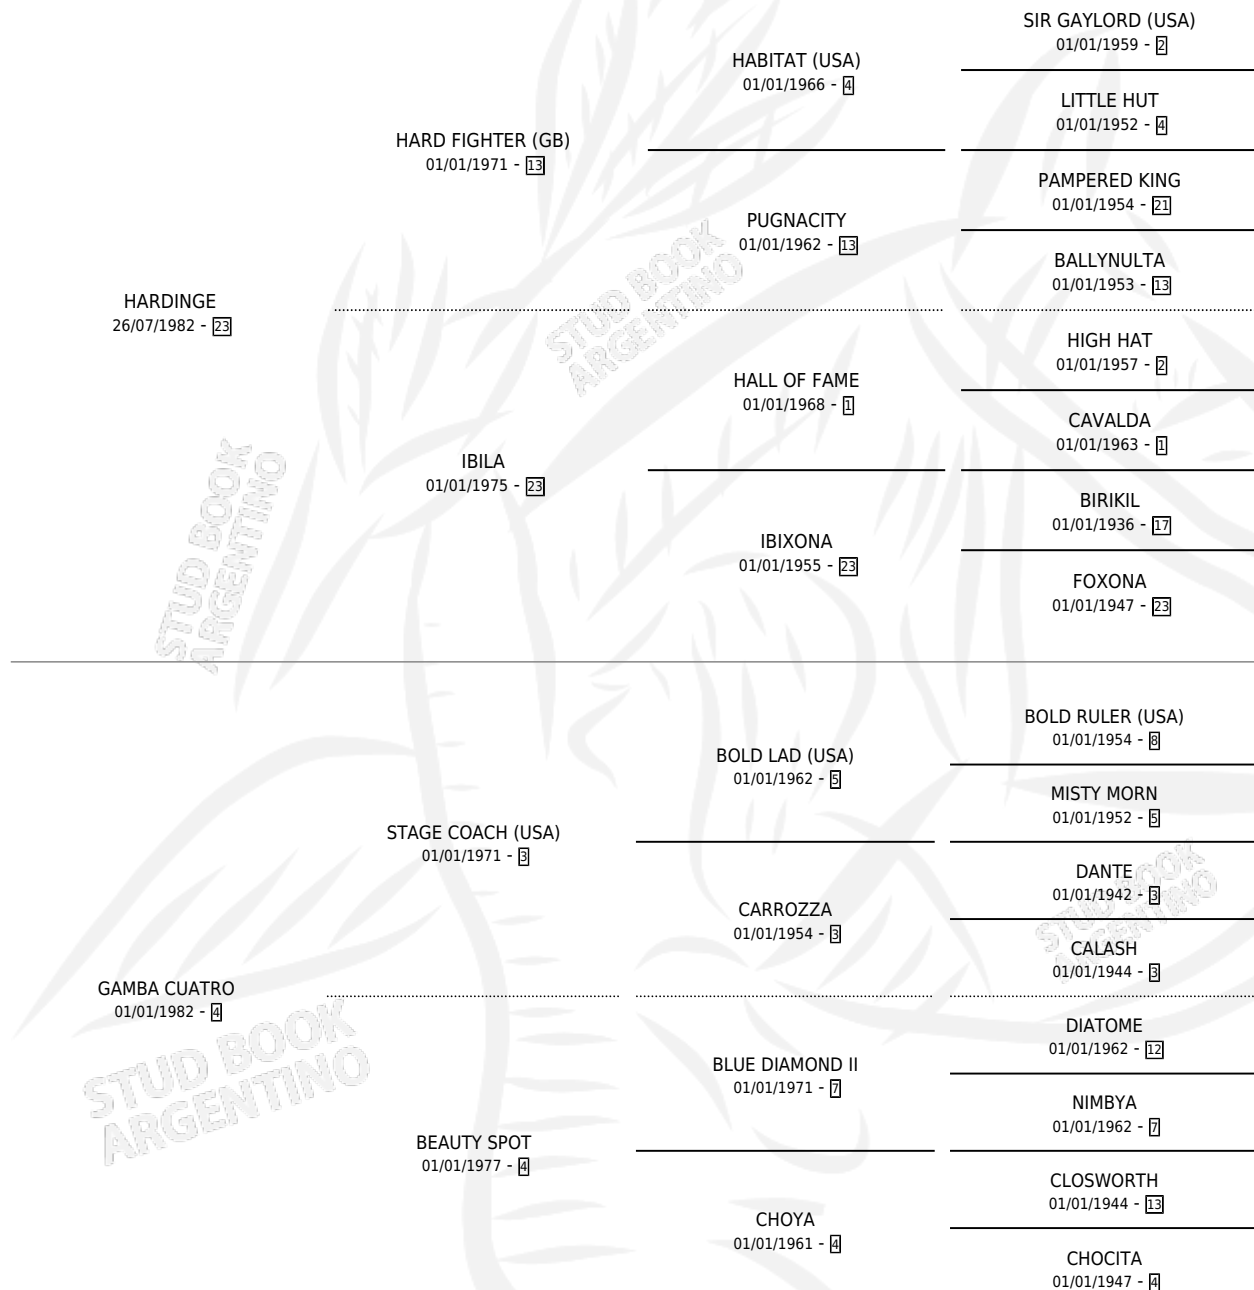 SIR GAYLORD (USA)
01/01/1959 - 2
HABITAT (USA)
01/01/1966 - 4
LITTLE HUT
01/01/1952 - 4
HARD FIGHTER (GB)
01/01/1971 - 13
PAMPERED KING
01/01/1954 - 21
PUGNACITY
01/01/1962 - 13
BALLYNULTA
01/01/1953 - 13
HARDINGE
26/07/1982 - 23
HIGH HAT
01/01/1957 - 2
HALL OF FAME
01/01/1968 - 1
CAVALDA
01/01/1963 - 1
IBILA
01/01/1975 - 23
BIRIKIL
01/01/1936 - 17
IBIXONA
01/01/1955 - 23
FOXONA
01/01/1947 - 23
BOLD RULER (USA)
01/01/1954 - 8
BOLD LAD (USA)
01/01/1962 - 5
MISTY MORN
01/01/1952 - 5
STAGE COACH (USA)
01/01/1971 - 3
DANTE
01/01/1942 - 3
CARROZZA
01/01/1954 - 3
CALASH
01/01/1944 - 3
GAMBA CUATRO
01/01/1982 - 4
DIATOME
01/01/1962 - 12
BLUE DIAMOND II
01/01/1971 - 7
NIMBYA
01/01/1962 - 7
BEAUTY SPOT
01/01/1977 - 4
CLOSWORTH
01/01/1944 - 13
CHOYA
01/01/1961 - 4
CHOCITA
01/01/1947 - 4
STUD BOOK
ARGENTINO
STUD BOOK
ARGENTINO
STUD BOOK
ARGENTINO
STUD BOOK
ARGENTINO